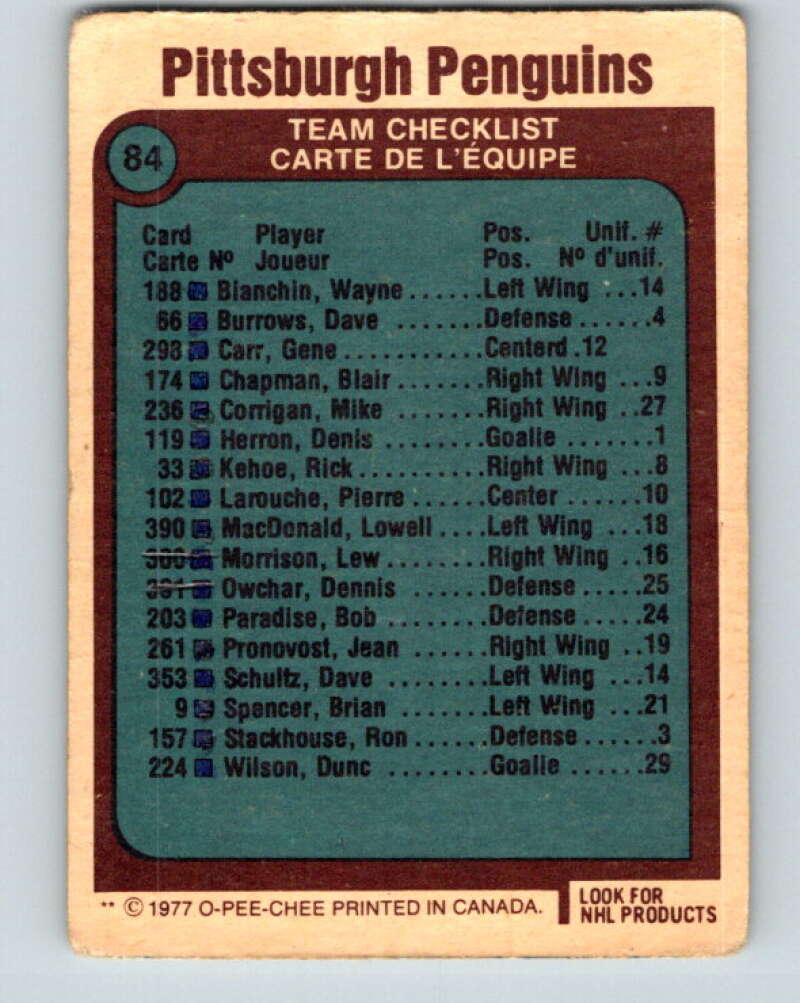 Pittsburgh Penguins
84
TEAM CHECKLIST
CARTE DE L'ÉQUIPE
Card Player Pos. Unif. #
Carte Nº Joueur Pos. Nº d'unif.
188 Bianchin, Wayne......Left Wing ...14
66 Burrows, Dave .......Defense......4
293 Carr, Gene...........Centerd .12
174 Chapman, Blair.......Right Wing ...9
236 Corrigan, Mike .......Right Wing ..27
119 Herron, Denis ........Goalie .......1
33 Kehoe, Rick..........Right Wing ...8
102 Larouche, Pierre......Center ......10
390 MacDonald, Lowell....Left Wing ...18
Morrison, Lew........Right Wing ..16
Owchar, Dennis ......Defense .....25
203 Paradise, Bob ........Defense .....24
261 Pronovost, Jean ......Right Wing ..19
353 Schultz, Dave ........Left Wing ...14
9 Spencer, Brian .......Left Wing ...21
157 Stackhouse, Ron......Defense......3
224 Wilson, Dunc ........Goalie ......29
** © 1977 O-PEE-CHEE PRINTED IN CANADA.
LOOK FOR
NHL PRODUCTS